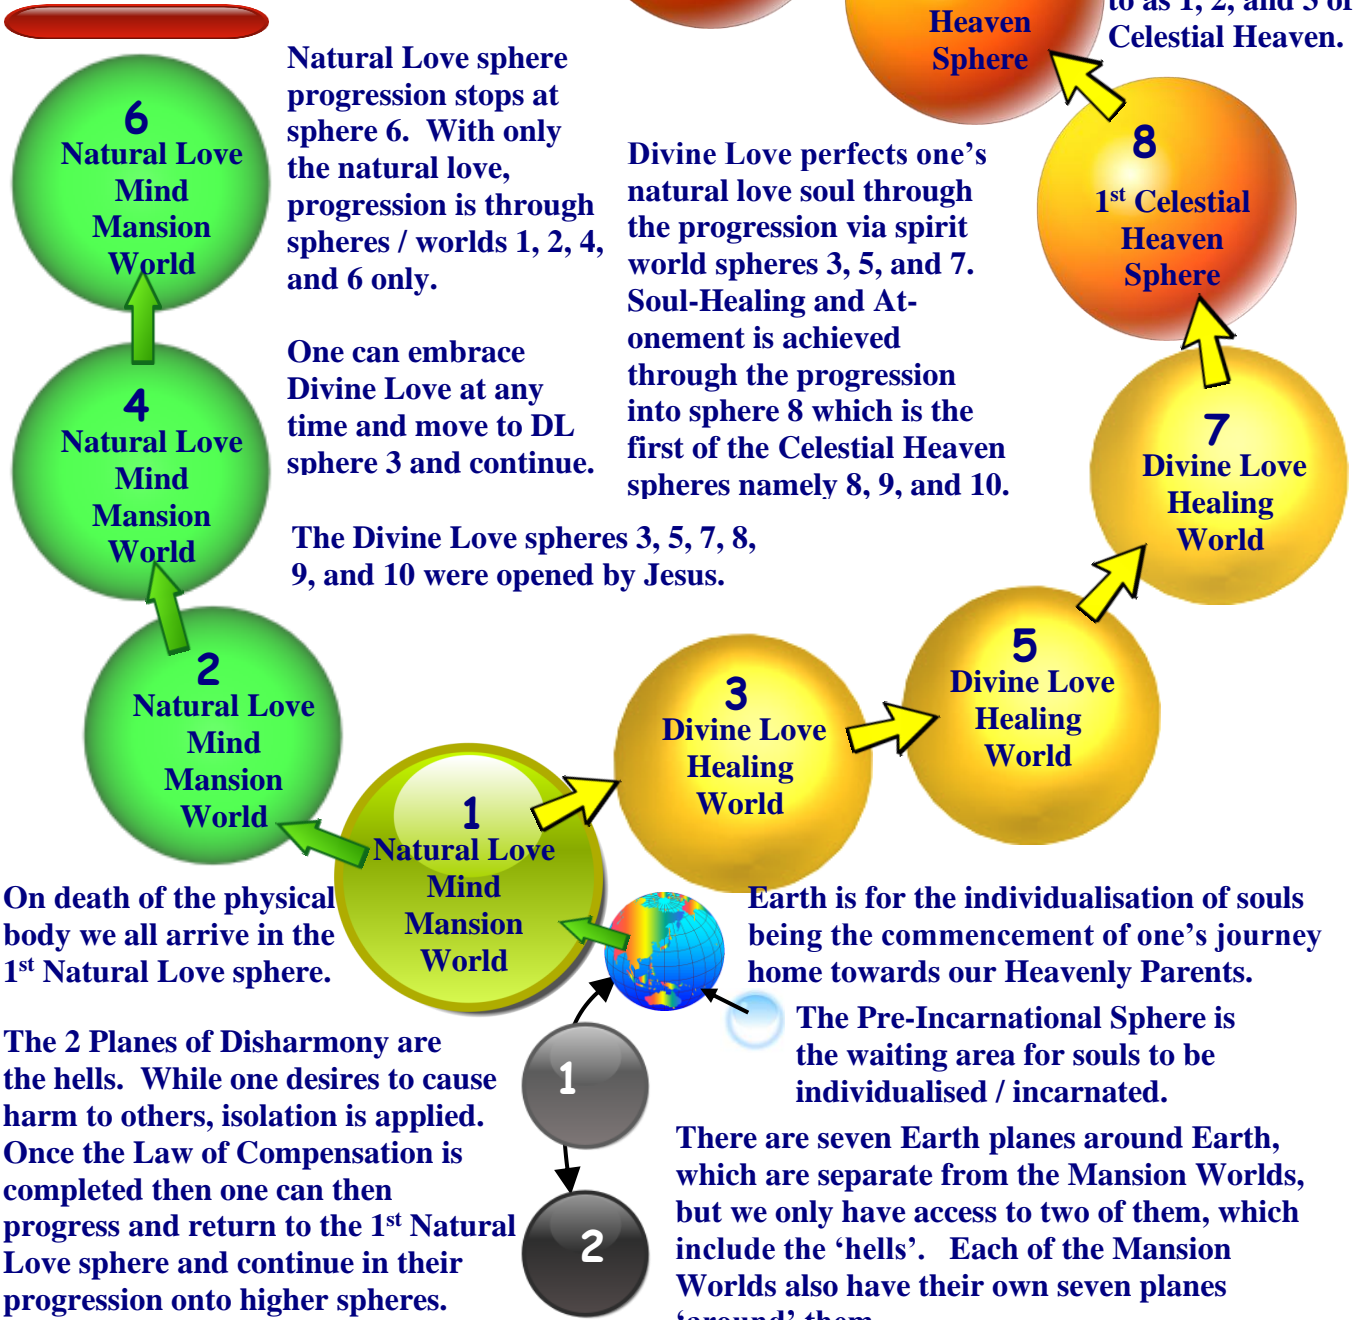 to as 1, 2, and 3 of
Celestial Heaven.
Heaven
Sphere
Natural Love sphere
progression stops at
sphere 6. With only
the natural love,
progression is through
spheres / worlds 1, 2, 4,
and 6 only.
One can embrace
Divine Love at any
time and move to DL
sphere 3 and continue.
6
Natural Love
Mind
Mansion
World
Divine Love perfects one’s
natural love soul through
the progression via spirit
world spheres 3, 5, and 7.
Soul-Healing and At-
onement is achieved
through the progression
into sphere 8 which is the
first of the Celestial Heaven
spheres namely 8, 9, and 10.
8
1st Celestial
Heaven
Sphere
4
Natural Love
Mind
Mansion
World
7
Divine Love
Healing
World
The Divine Love spheres 3, 5, 7, 8,
9, and 10 were opened by Jesus.
2
Natural Love
Mind
Mansion
World
3
Divine Love
Healing
World
5
Divine Love
Healing
World
1
Natural Love
Mind
Mansion
World
On death of the physical
body we all arrive in the
1st Natural Love sphere.
Earth is for the individualisation of souls
being the commencement of one’s journey
home towards our Heavenly Parents.
The Pre-Incarnational Sphere is
the waiting area for souls to be
individualised / incarnated.
The 2 Planes of Disharmony are
the hells. While one desires to cause
harm to others, isolation is applied.
Once the Law of Compensation is
completed then one can then
progress and return to the 1st Natural
Love sphere and continue in their
progression onto higher spheres.
1
2
There are seven Earth planes around Earth,
which are separate from the Mansion Worlds,
but we only have access to two of them, which
include the ‘hells’. Each of the Mansion
Worlds also have their own seven planes
‘around’ them